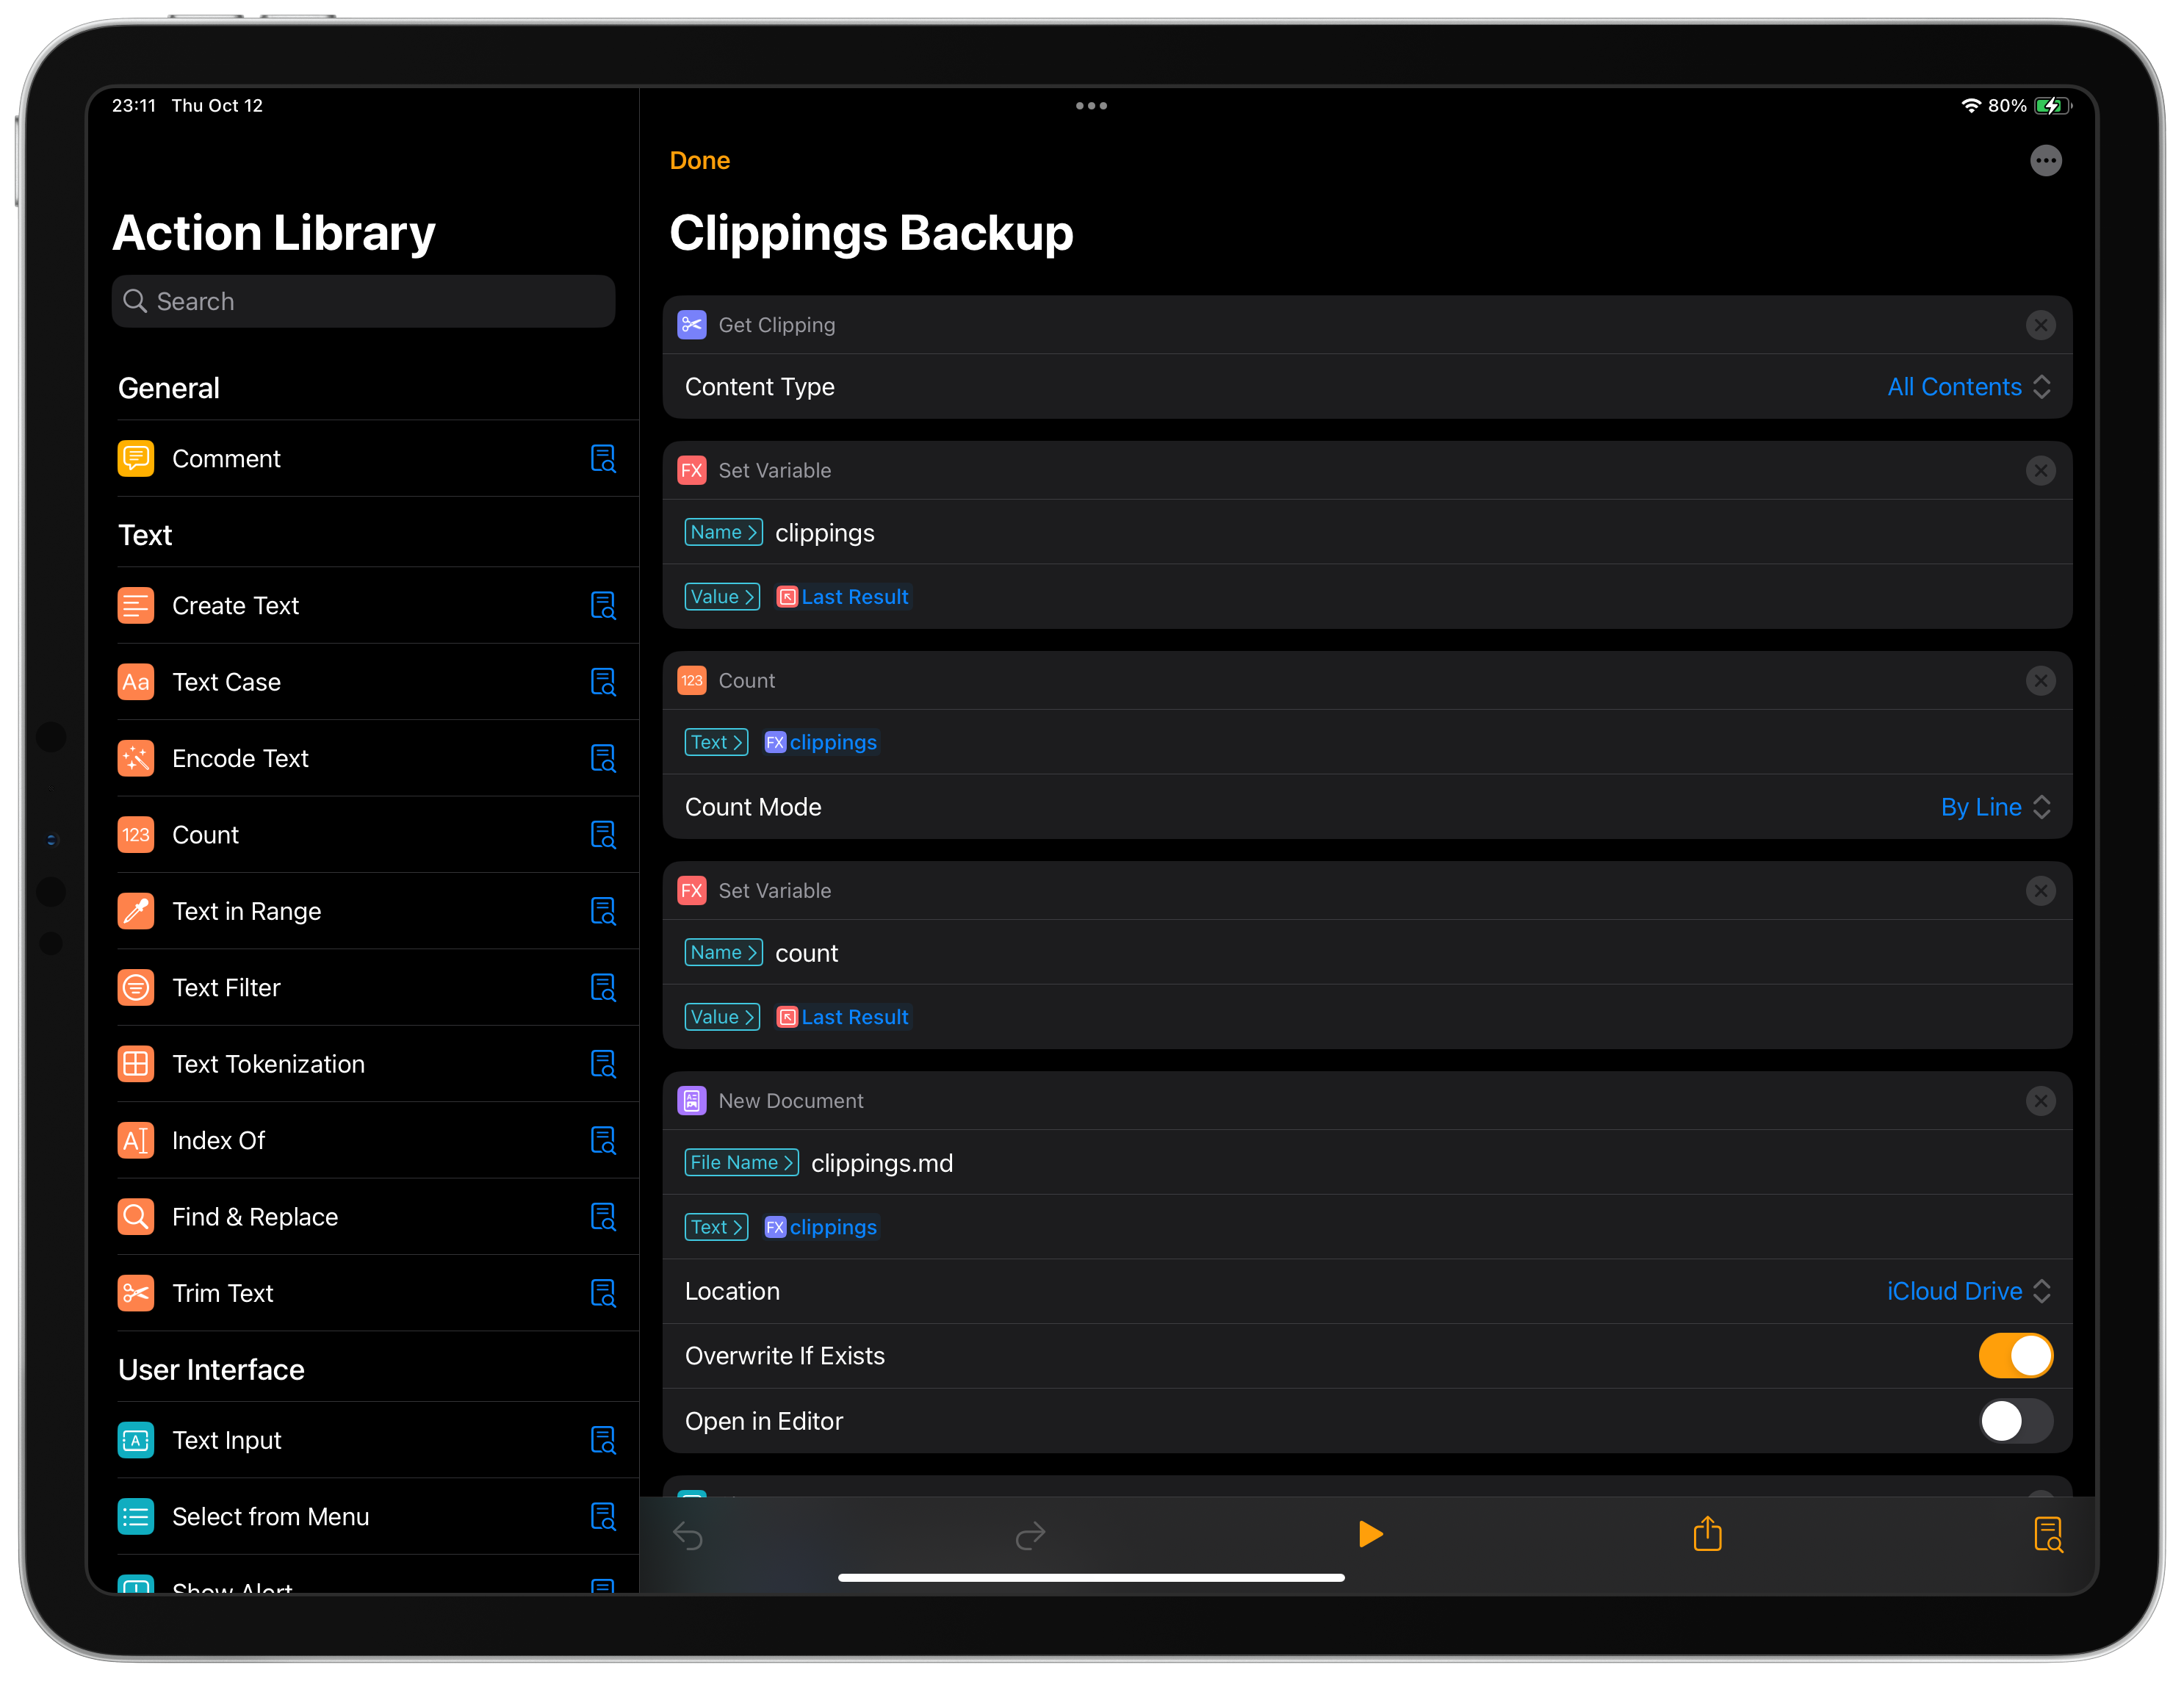 23:11 Thu Oct 12
80%
Action Library
Search
General
Comment
Text
Create Text
Aa Text Case
Encode Text
123 Count
Text in Range
Text Filter
Text Tokenization
A Index Of
Find & Replace
Trim Text
User Interface
A Text Input
Select from Menu
Show Alert
Done
Clippings Backup
Get Clipping
Content Type All Contents
FX Set Variable
Name clippings
Value Last Result
123 Count
Text FX clippings
Count Mode By Line
FX Set Variable
Name count
Value Last Result
New Document
File Name clippings.md
Text FX clippings
Location iCloud Drive
Overwrite If Exists
Open in Editor